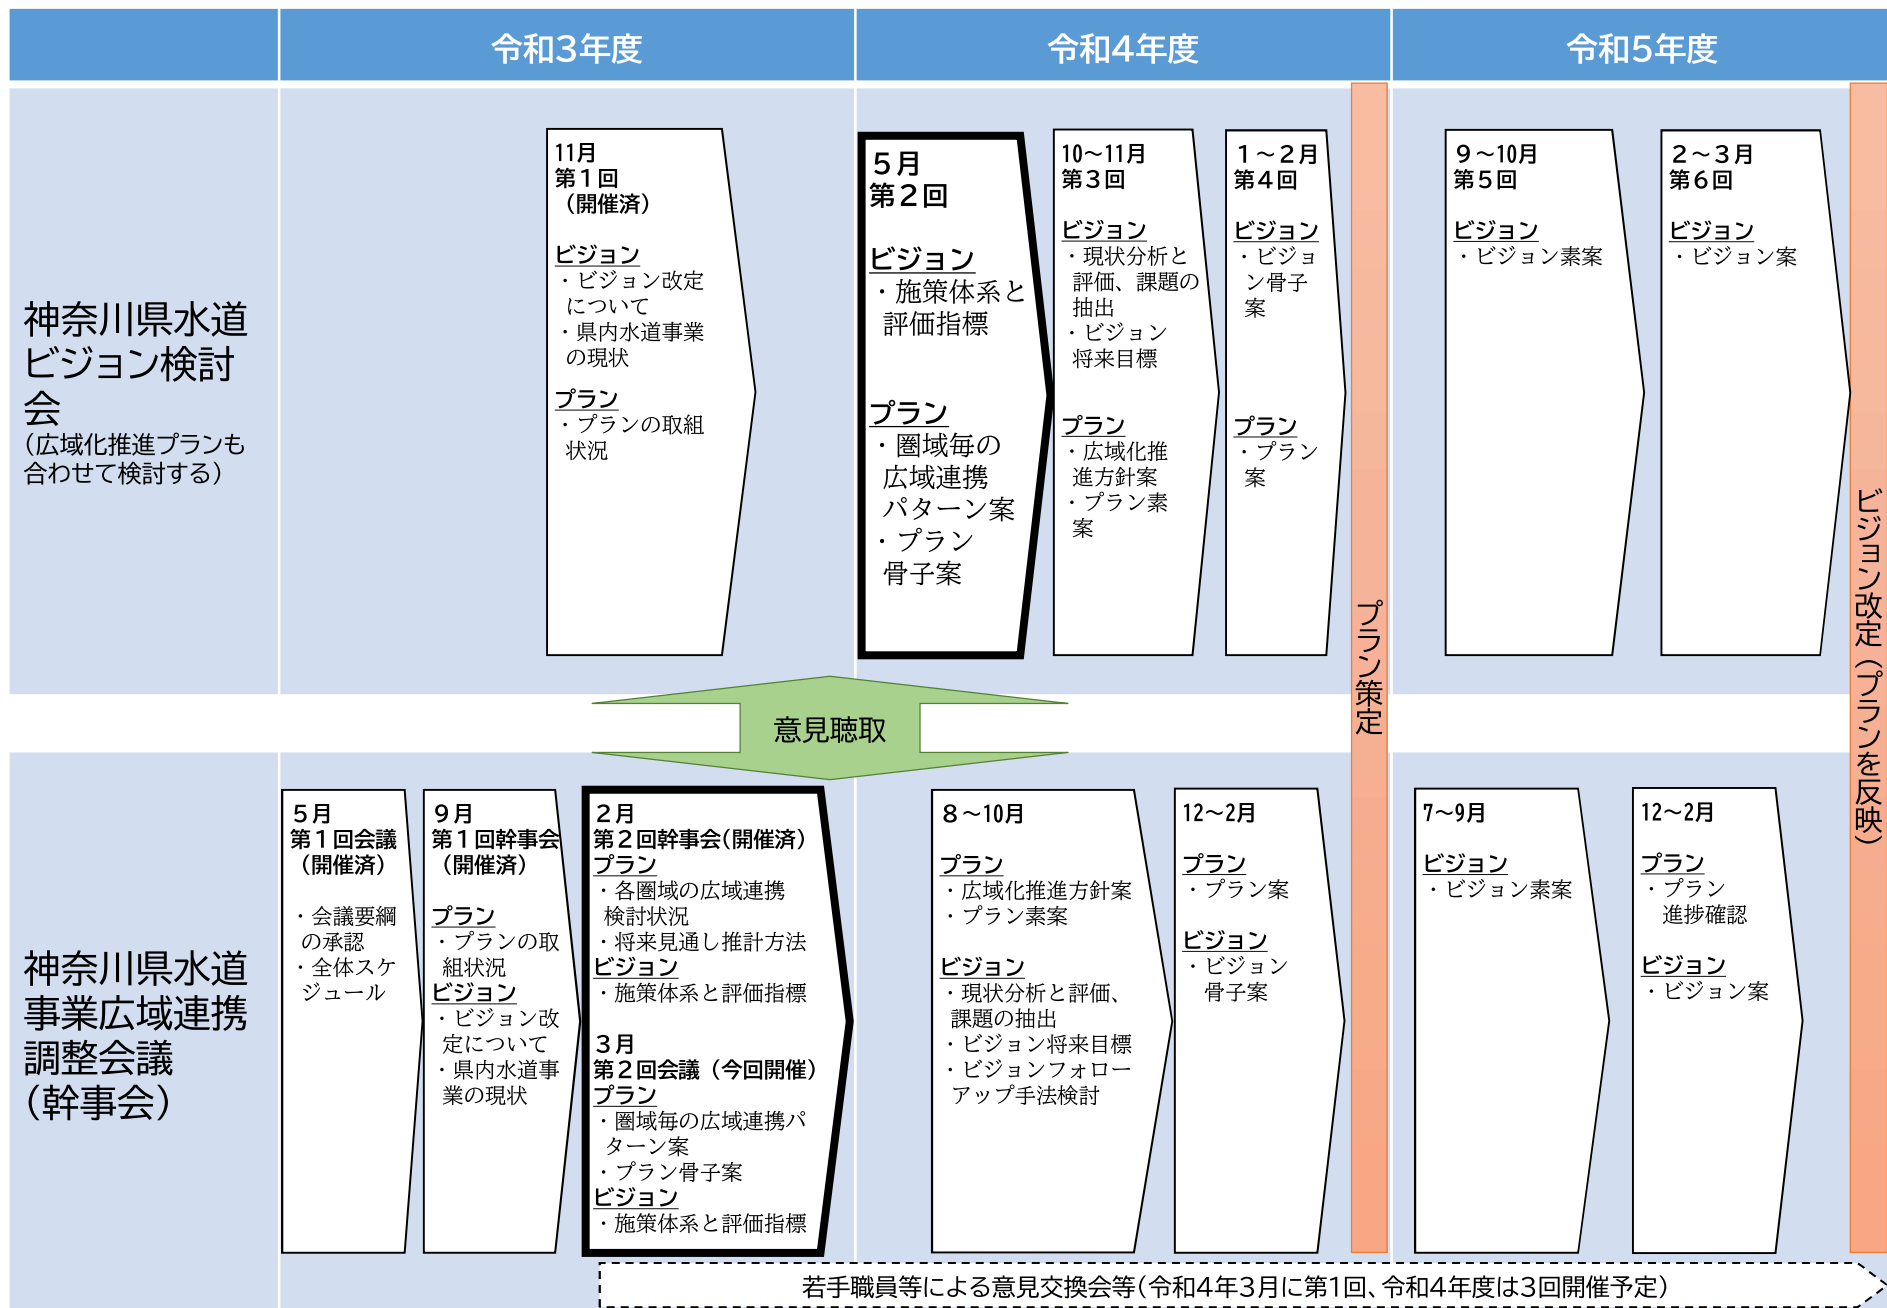 令和3年度
令和4年度
令和5年度
神奈川県水道
ビジョン検討
会
（広域化推進プランも
合わせて検討する）
11月
第１回
（開催済）
ビジョン
・ビジョン改定
について
・県内水道事業
の現状
プラン
・プランの取組
状況
５月
第２回
ビジョン
・施策体系と
評価指標
プラン
・圏域毎の
広域連携
パターン案
・プラン
骨子案
10～11月
第３回
ビジョン
・現状分析と
評価、課題の
抽出
・ビジョン
将来目標
プラン
・広域化推
進方針案
・プラン素
案
１～２月
第４回
ビジョン
・ビジョ
ン骨子
案
プラン
・プラン
案
プラン策定
９～10月
第５回
ビジョン
・ビジョン素案
２～３月
第６回
ビジョン
・ビジョン案
ビジョン改定（プランを反映）
意見聴取
神奈川県水道
事業広域連携
調整会議
（幹事会）
５月
第１回会議
（開催済）
・会議要綱
の承認
・全体スケ
ジュール
９月
第１回幹事会
（開催済）
プラン
・プランの取
組状況
ビジョン
・ビジョン改
定について
・県内水道事
業の現状
２月
第２回幹事会（開催済）
プラン
・各圏域の広域連携
検討状況
・将来見通し推計方法
ビジョン
・施策体系と評価指標
３月
第２回会議（今回開催）
プラン
・圏域毎の広域連携パ
ターン案
・プラン骨子案
ビジョン
・施策体系と評価指標
８～10月
プラン
・広域化推進方針案
・プラン素案
ビジョン
・現状分析と評価、
課題の抽出
・ビジョン将来目標
・ビジョンフォロー
アップ手法検討
12～2月
プラン
・プラン案
ビジョン
・ビジョン
骨子案
7～9月
ビジョン
・ビジョン素案
12～2月
プラン
・プラン
進捗確認
ビジョン
・ビジョン案
若手職員等による意見交換会等（令和４年３月に第1回、令和４年度は３回開催予定）